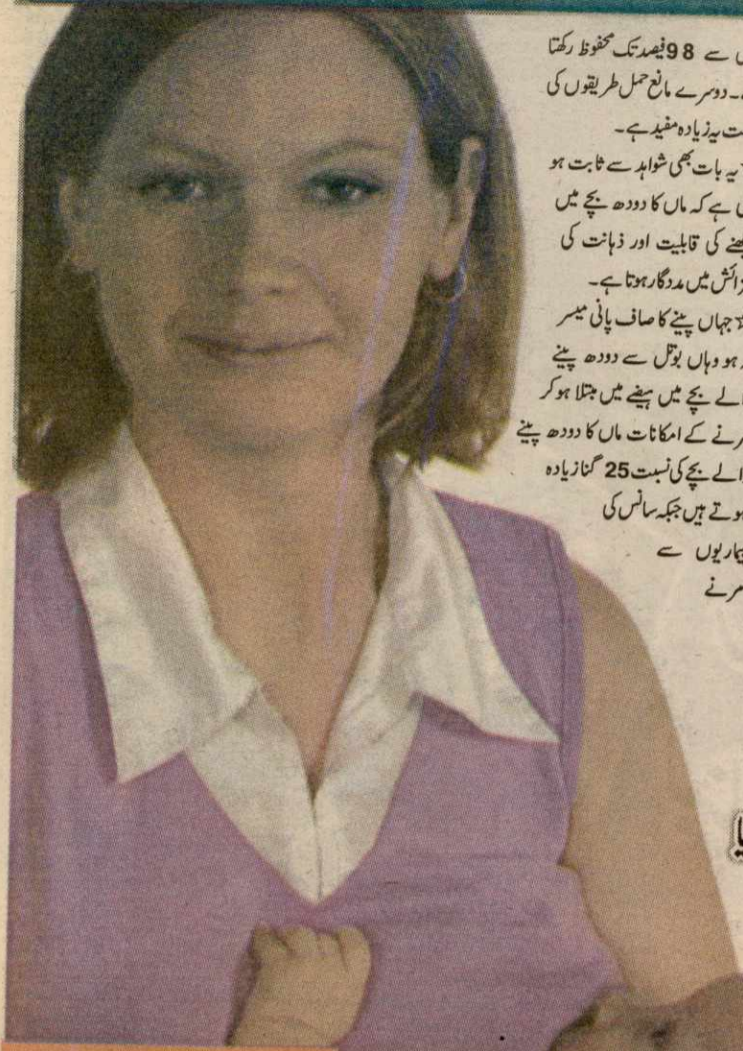 سے 98 فیصد تک محفوظ رکھتا
دوسرے مانع حمل طریقوں کی
یہ زیادہ مفید ہے۔
یہ بات بھی شواہد سے ثابت ہو
ہے کہ ماں کا دودھ بچے میں
کی قابلیت اور ذہانت کی
میں مددگار ہوتا ہے۔
جہاں پینے کا صاف پانی میسر
ہو وہاں بوتل سے دودھ پینے
بچے میں ہیضے میں مبتلا ہو کر
کے امکانات ماں کا دودھ پینے
بچے کی نسبت 25 گنا زیادہ
ہوتے ہیں جبکہ سانس کی
بیماریوں سے
مرنے